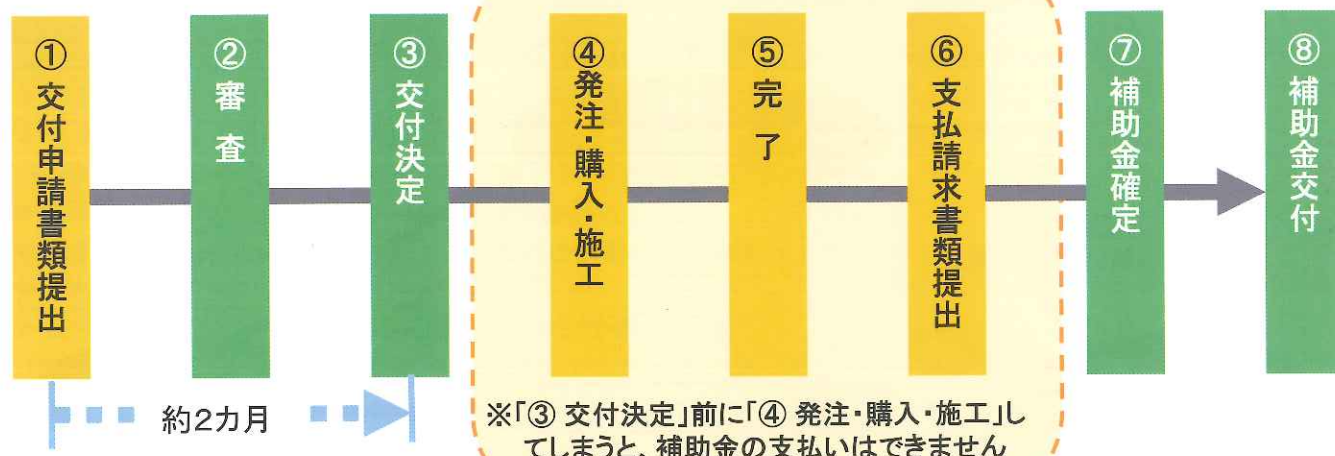 ①交付申請書類提出
②審査
③交付決定
④発注・購入・施工
⑤完了
⑥支払請求書類提出
⑦補助金確定
⑧補助金交付
約2カ月
※「③ 交付決定」前に「④ 発注・購入・施工」し
てしまうと、補助金の支払いはできません